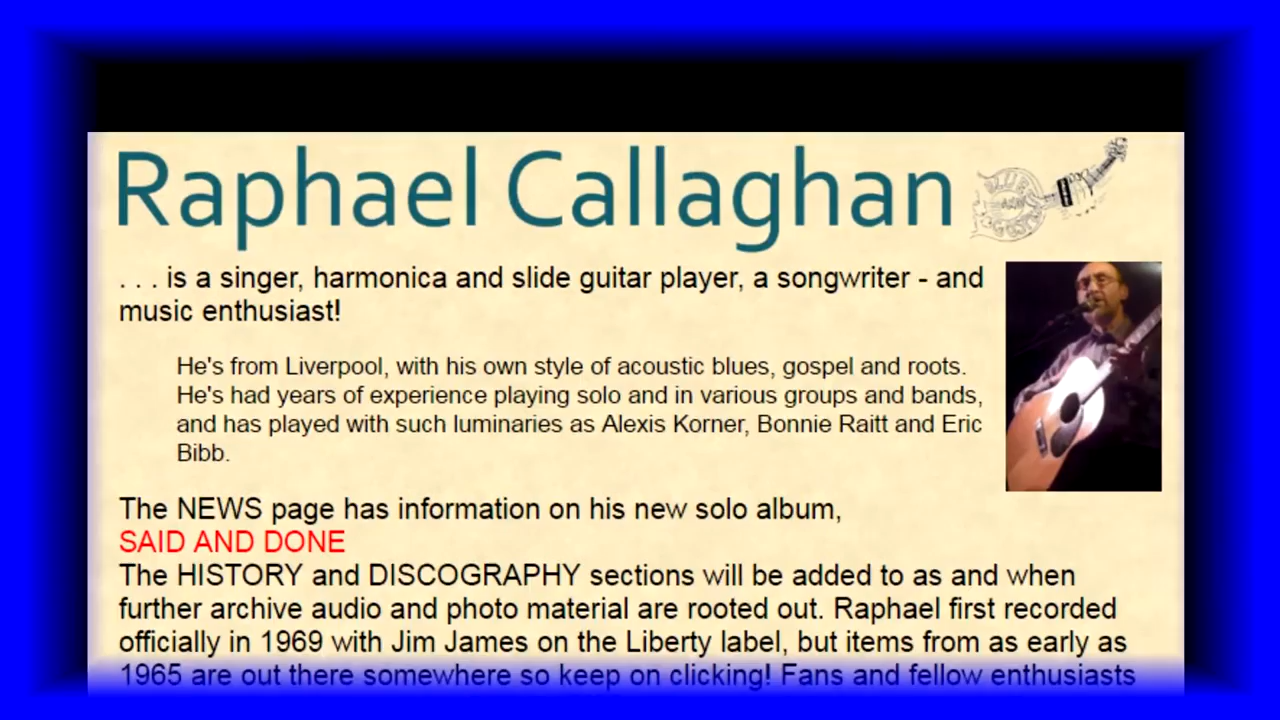 Raphael Callaghan
BLUES
AND
GOSPEL
. . . is a singer, harmonica and slide guitar player, a songwriter - and
music enthusiast!
He's from Liverpool, with his own style of acoustic blues, gospel and roots.
He's had years of experience playing solo and in various groups and bands,
and has played with such luminaries as Alexis Korner, Bonnie Raitt and Eric
Bibb.
The NEWS page has information on his new solo album,
SAID AND DONE
The HISTORY and DISCOGRAPHY sections will be added to as and when
further archive audio and photo material are rooted out. Raphael first recorded
officially in 1969 with Jim James on the Liberty label, but items from as early as
1965 are out there somewhere so keep on clicking! Fans and fellow enthusiasts